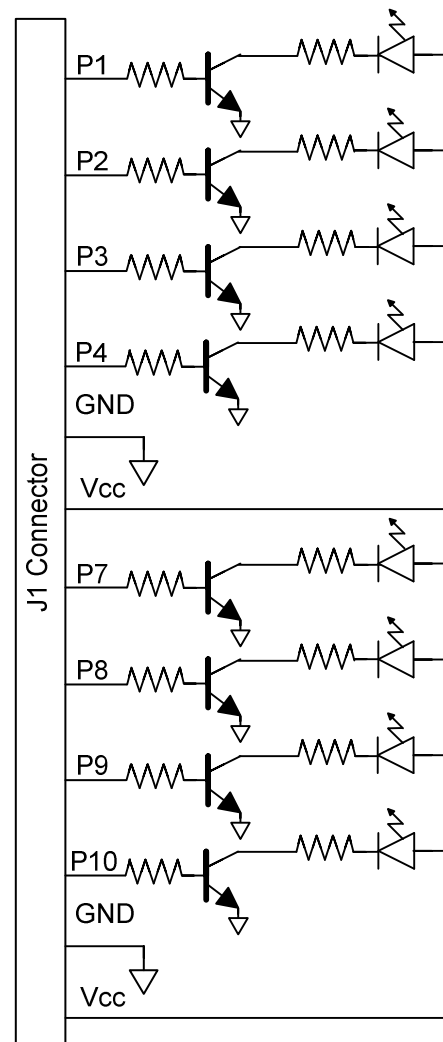 P1
P2
P3
P4
GND
Vcc
J1 Connector
P7
P8
P9
P10
GND
Vcc